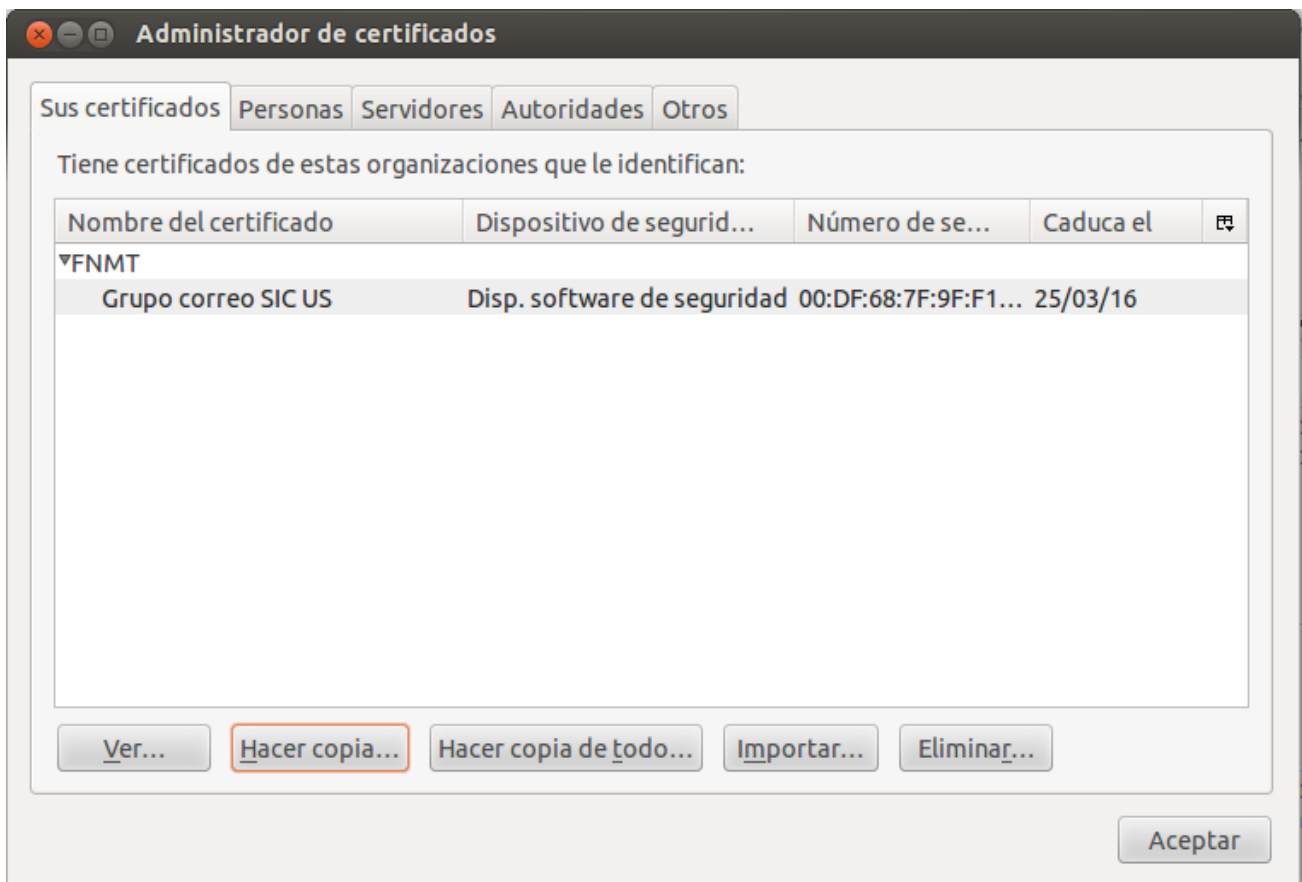 Administrador de certificados
Sus certificados Personas Servidores Autoridades Otros
Tiene certificados de estas organizaciones que le identifican:
Nombre del certificado Dispositivo de segurid... Número de se... Caduca el
FNMT
Grupo correo SIC US Disp. software de seguridad 00:DF:68:7F:9F:F1... 25/03/16
Ver... Hacer copia... Hacer copia de todo... Importar... Eliminar...
Aceptar